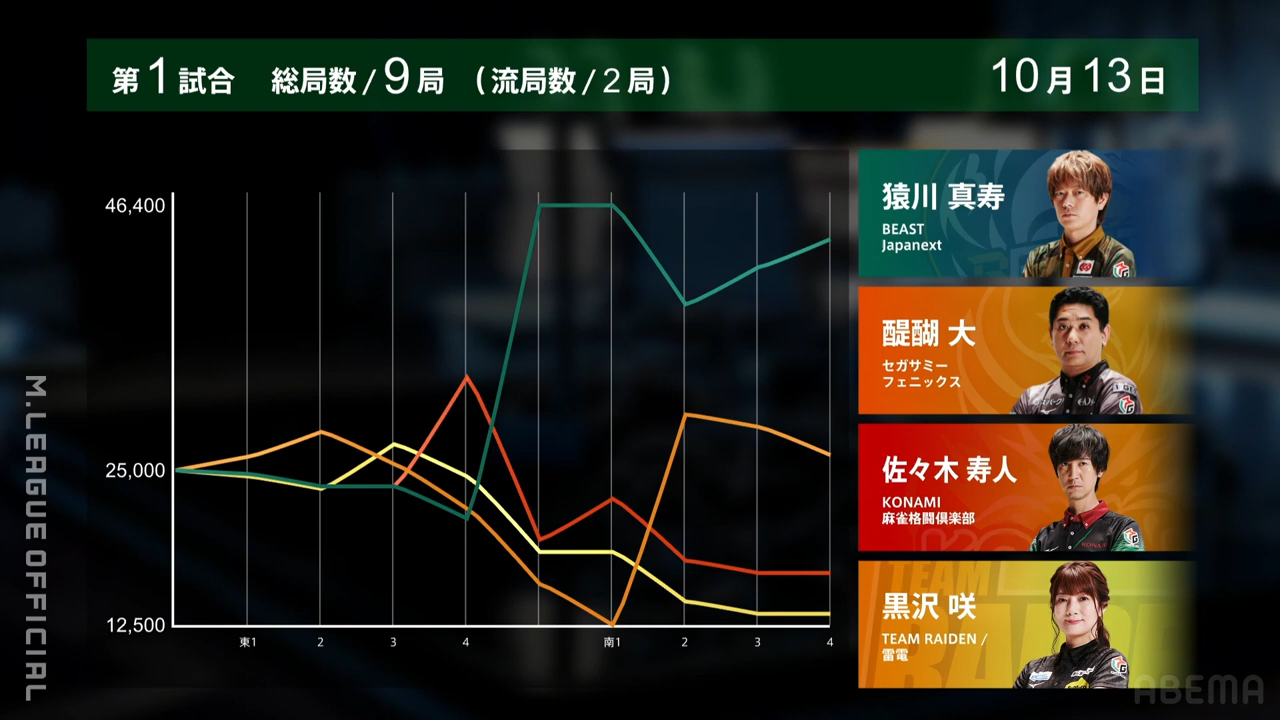 第1試合 総局数/9局 (流局数/2局) 10月13日
46,400
25,000
12,500
東1 2 3 4 南1 2 3 4
猿川 真寿
BEAST
Japanext
醍醐 大
セガサミー
フェニックス
佐々木 寿人
KONAMI
麻雀格闘倶楽部
黒沢 咲
TEAM RAIDEN /
雷電
M.LEAGUE OFFICIAL
ABEMA